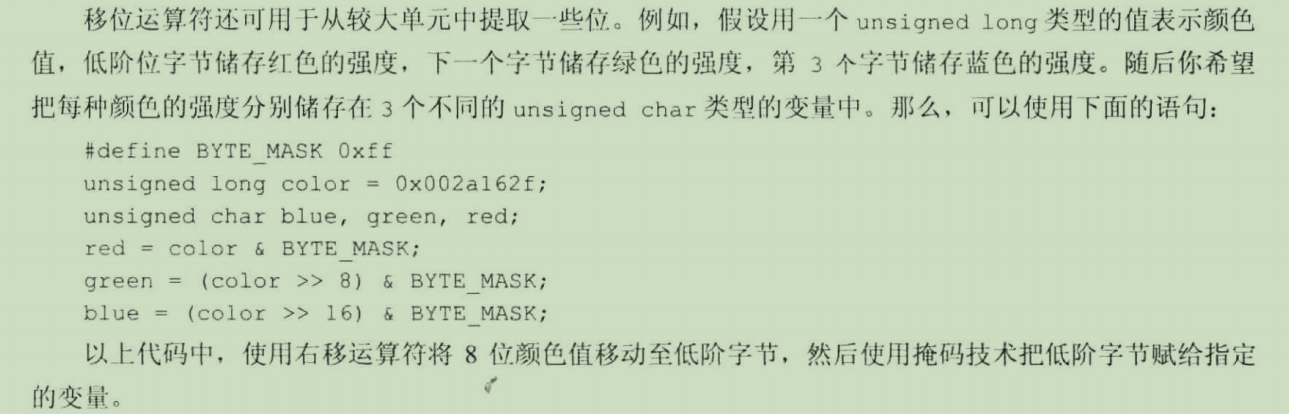 移位运算符还可用于从较大单元中提取一些位。例如，假设用一个 unsigned long 类型的值表示颜色
值，低阶位字节储存红色的强度，下一个字节储存绿色的强度，第 3 个字节储存蓝色的强度。随后你希望
把每种颜色的强度分别储存在 3 个不同的 unsigned char 类型的变量中。那么，可以使用下面的语句：
#define BYTE_MASK 0xff
unsigned long color = 0x002a162f;
unsigned char blue, green, red;
red = color & BYTE_MASK;
green = (color >> 8) & BYTE_MASK;
blue = (color >> 16) & BYTE_MASK;
以上代码中，使用右移运算符将 8 位颜色值移动至低阶字节，然后使用掩码技术把低阶字节赋给指定
的变量。